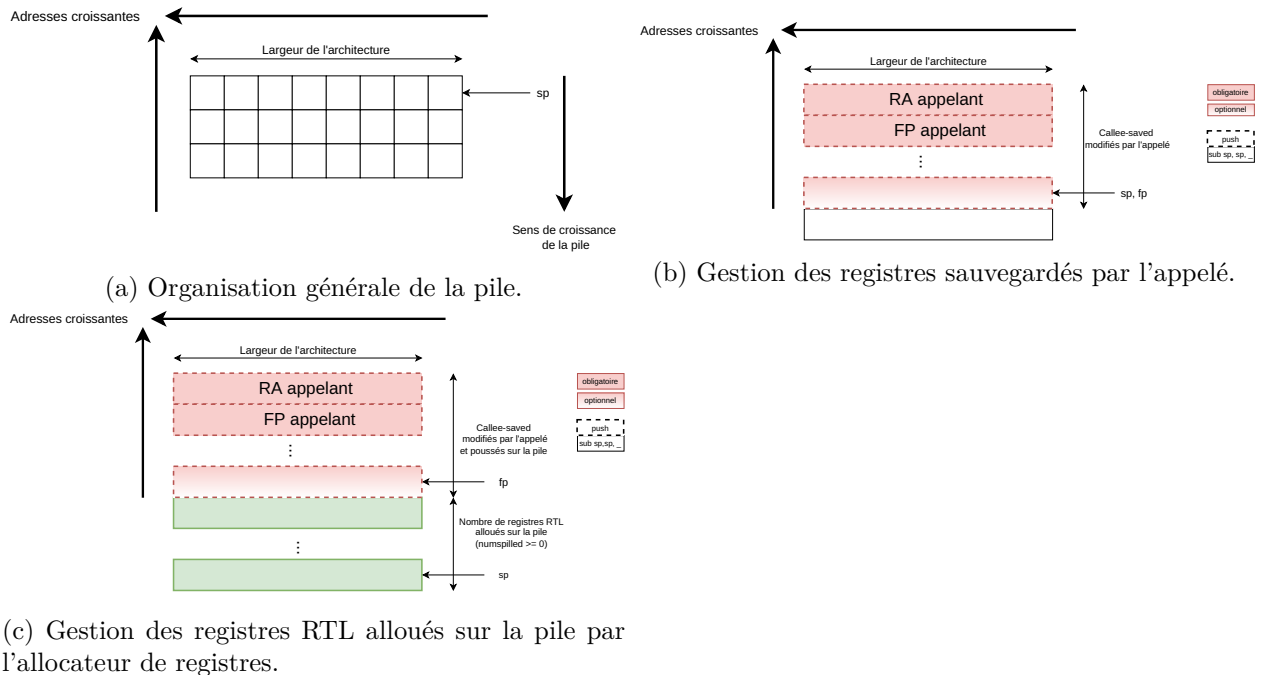 Adresses croissantes
Largeur de l'architecture
sp
Sens de croissance
de la pile
(a) Organisation générale de la pile.
Adresses croissantes
Largeur de l'architecture
RA appelant
FP appelant
...
Callee-saved
modifiés par l'appelé
sp, fp
obligatoire
optionnel
push
sub sp, sp, _
(b) Gestion des registres sauvegardés par l'appelé.
Adresses croissantes
Largeur de l'architecture
RA appelant
FP appelant
...
Callee-saved
modifiés par l'appelé
et poussés sur la pile
fp
Nombre de registres RTL
alloués sur la pile
(numspilled >= 0)
...
sp
obligatoire
optionnel
push
sub sp,sp, _
(c) Gestion des registres RTL alloués sur la pile par
l'allocateur de registres.